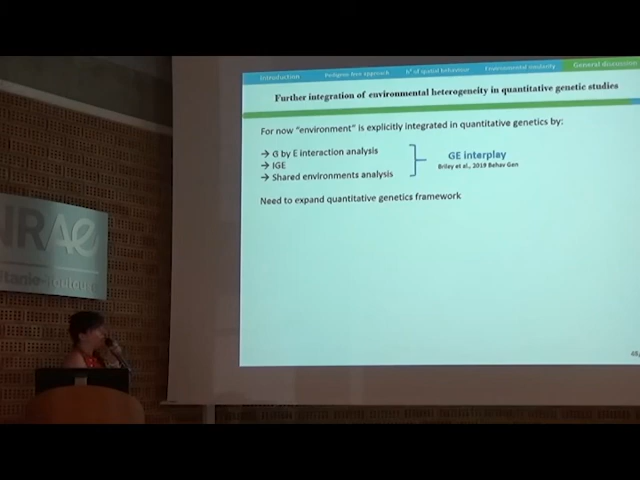 Introduction Pedigree-free approach h² of spatial behaviour Environmental similarity General discussion
Further integration of environmental heterogeneity in quantitative genetic studies
For now "environment" is explicitly integrated in quantitative genetics by:
→ G by E interaction analysis
→ IGE
→ Shared environments analysis
GE interplay
Briley et al., 2019 Behav Gen
Need to expand quantitative genetics framework
NRAe